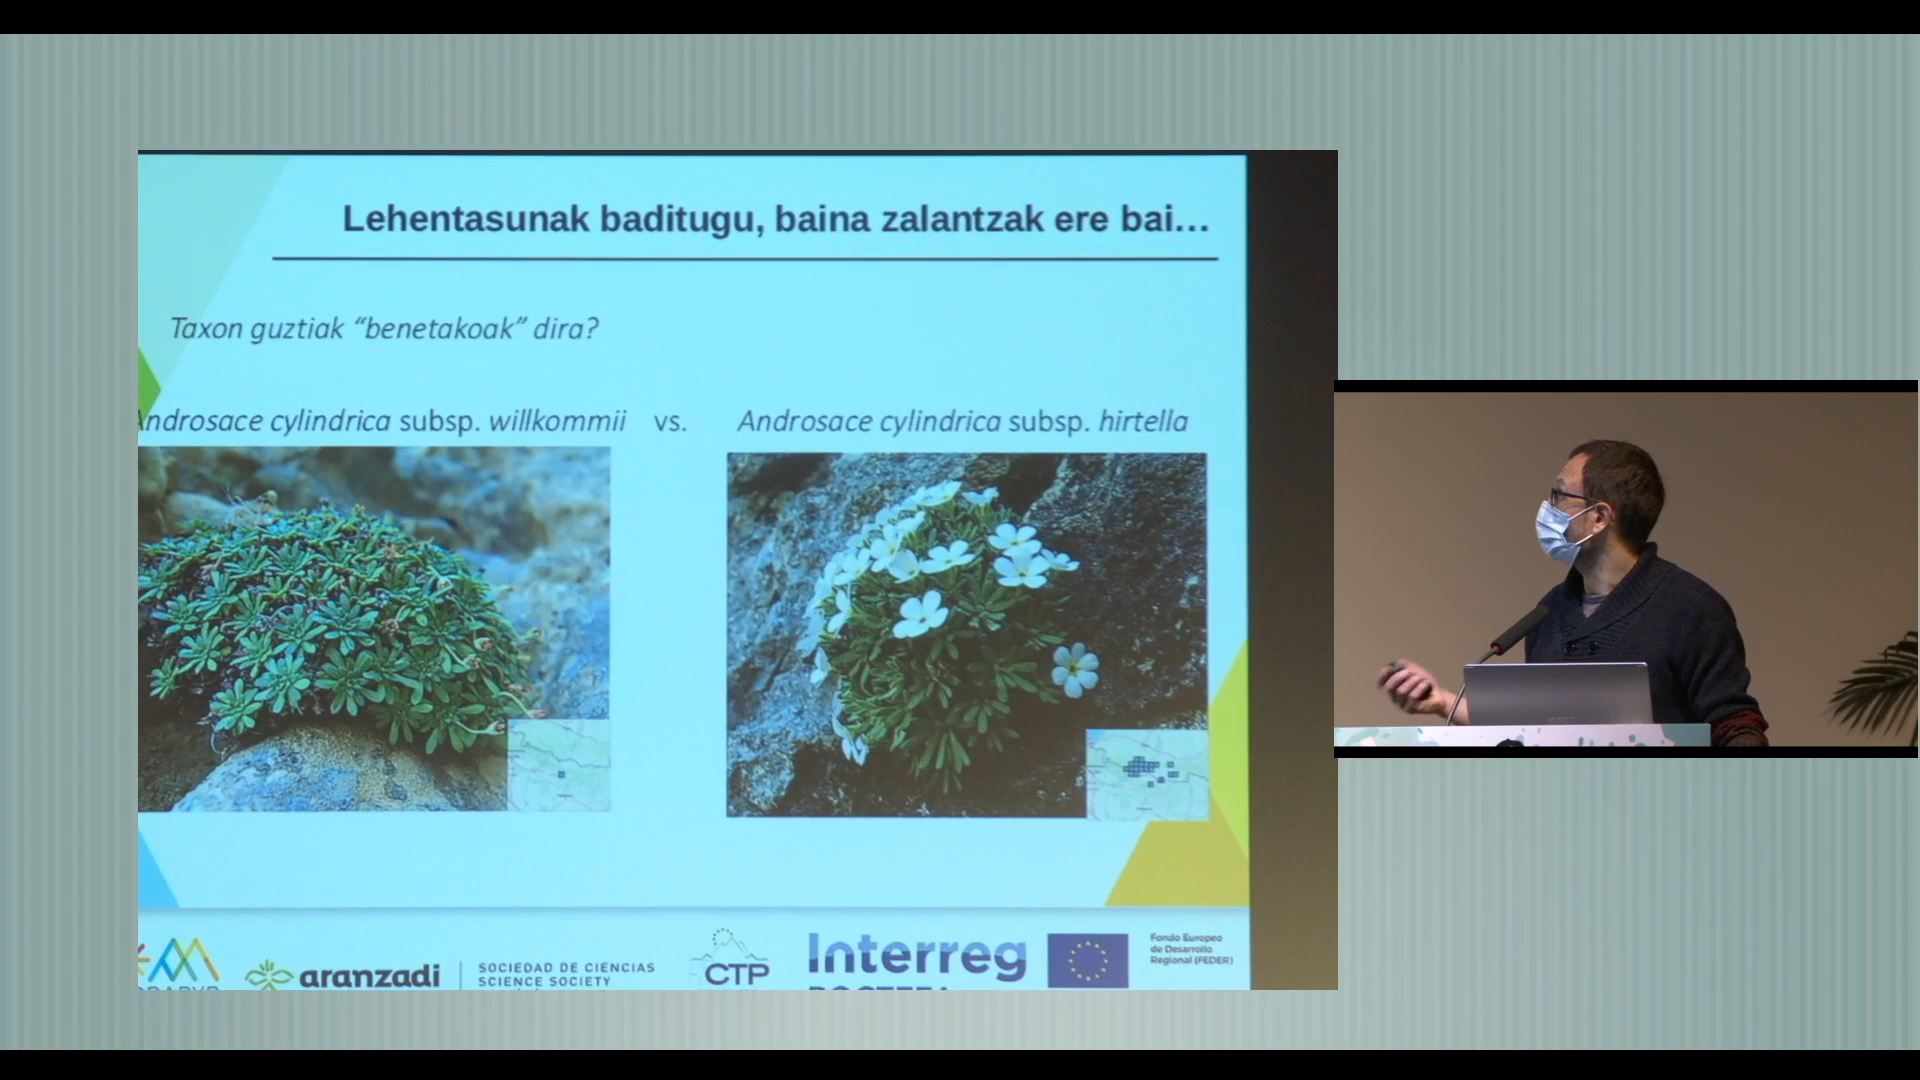 Lehentasunak baditugu, baina zalantzak ere bai...
Taxon guztiak “benetakoak” dira?
Androsace cylindrica subsp. willkommii vs. Androsace cylindrica subsp. hirtella
aranzadi
SOCIEDAD DE CIENCIAS
SCIENCE SOCIETY
CTP
Interreg
Fondo Europeo
de Desarrollo
Regional (FEDER)